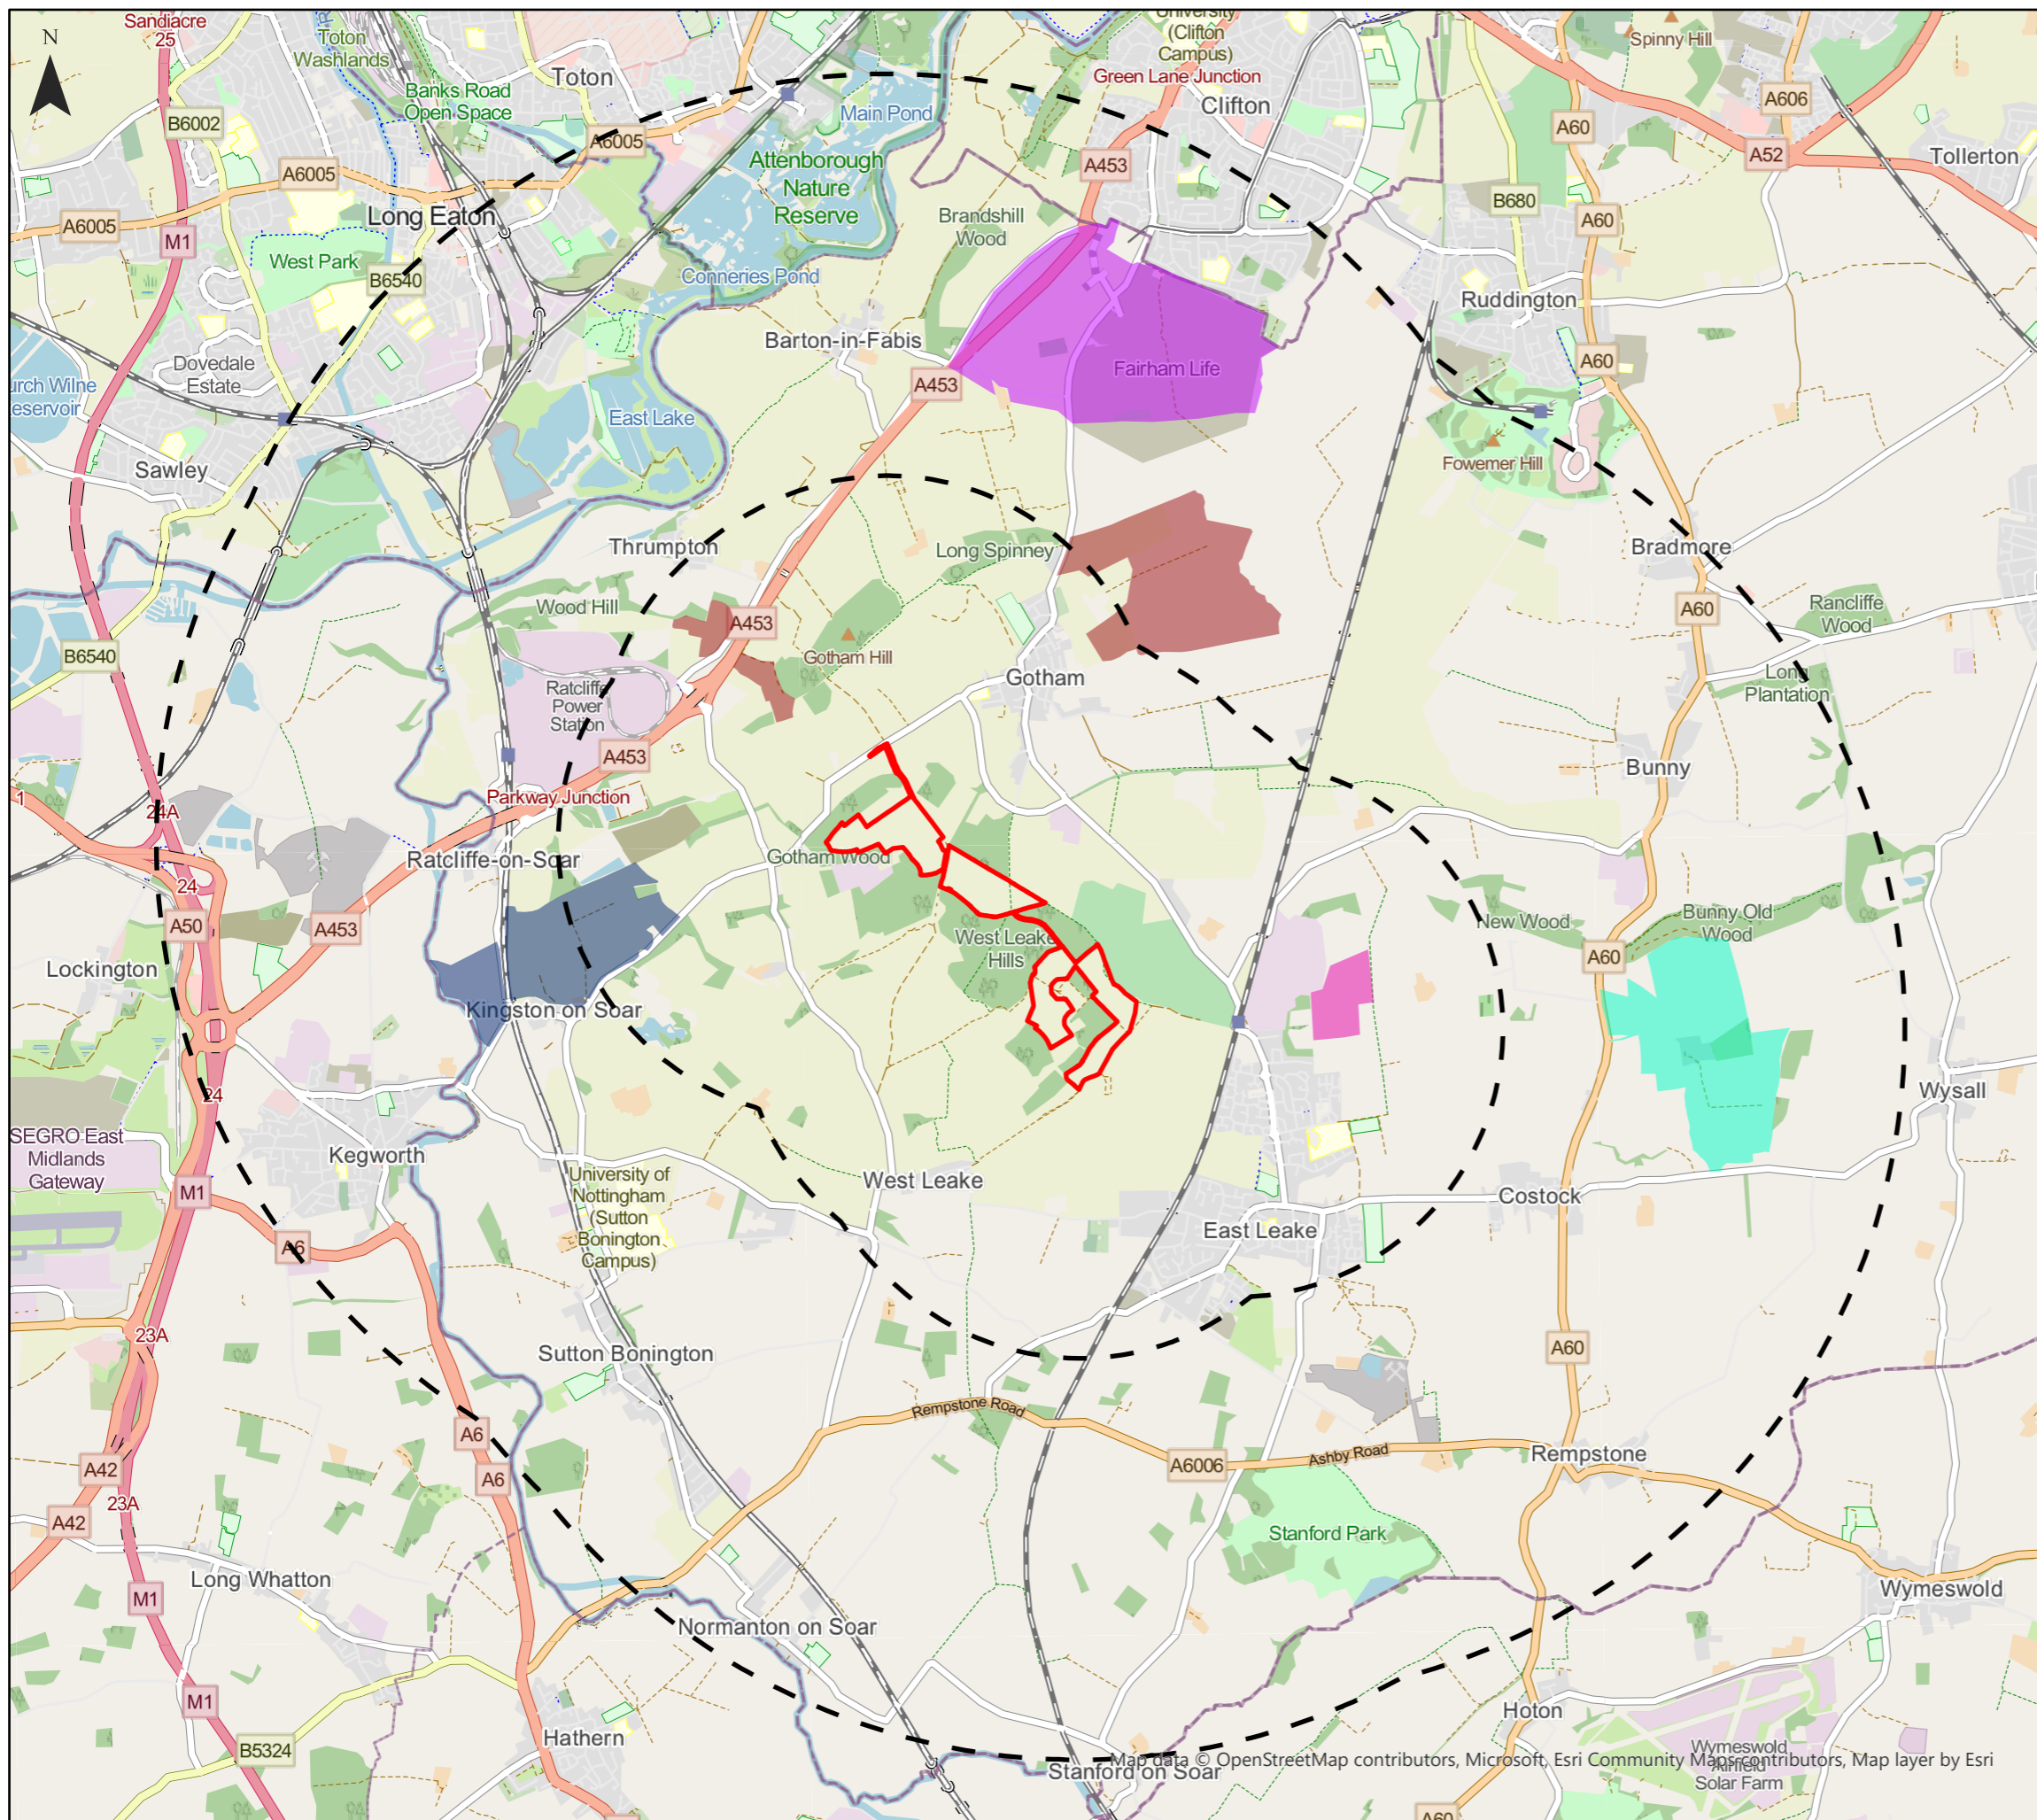 Sandiacre
25
N
Toton
Washlands
Toton
Banks Road
Open Space
University
(Clifton
Campus)
Green Lane Junction
Clifton
Spinny Hill
A606
B6002
Main Pond
A60
A6005
A6005
A453
A52
Tollerton
Attenborough
Nature
Reserve
B680
Long Eaton
A6005
M1
Brandshill
Wood
A60
West Park
B6540
Conneries Pond
Ruddington
Barton-in-Fabis
Dovedale
Estate
A60
Fairham Life
urch Wilne
eservoir
A453
East Lake
Sawley
Fowemer Hill
Thrumpton
Long Spinney
Bradmore
Wood Hill
A453
A60
Rancliffe
Wood
B6540
Gotham Hill
Gotham
Long
Plantation
Ratcliffe
Power
Station
A453
Bunny
Parkway Junction
1
24A
Ratcliffe-on-Soar
Gotham Wood
24
A50
A453
New Wood
Bunny Old
Wood
West Leake
Hills
A60
Lockington
Kingston on Soar
24
Wysall
SEGRO East
Midlands
Gateway
Kegworth
University of
Nottingham
(Sutton
Bonington
Campus)
West Leake
M1
Costock
East Leake
A6
23A
A60
Sutton Bonington
Rempstone Road
A6
Ashby Road
Rempstone
A6006
A42
A6
23A
A42
Stanford Park
Long Whatton
M1
Wymeswold
Normanton on Soar
M1
Hoton
Hathern
B5324
Wymeswold
Airfield
Solar Farm
Map data © OpenStreetMap contributors, Microsoft, Esri Community Maps contributors, Map layer by Esri
Stanford on Soar
A60